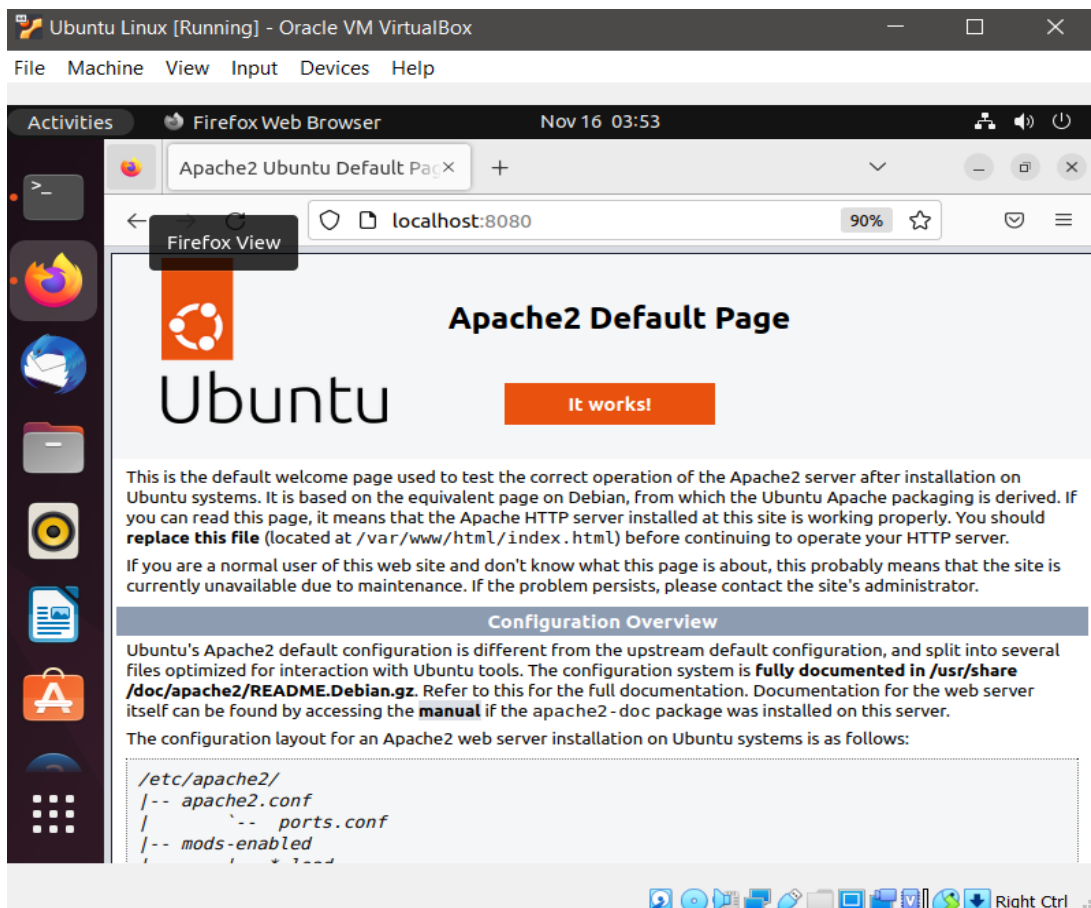 Ubuntu Linux [Running] - Oracle VM VirtualBox
File Machine View Input Devices Help
Activities Firefox Web Browser Nov 16 03:53
Apache2 Ubuntu Default Pag
localhost:8080 90%
Firefox View
Apache2 Default Page
Ubuntu
It works!
This is the default welcome page used to test the correct operation of the Apache2 server after installation on
Ubuntu systems. It is based on the equivalent page on Debian, from which the Ubuntu Apache packaging is derived. If
you can read this page, it means that the Apache HTTP server installed at this site is working properly. You should
replace this file (located at /var/www/html/index.html) before continuing to operate your HTTP server.
If you are a normal user of this web site and don't know what this page is about, this probably means that the site is
currently unavailable due to maintenance. If the problem persists, please contact the site's administrator.
Configuration Overview
Ubuntu's Apache2 default configuration is different from the upstream default configuration, and split into several
files optimized for interaction with Ubuntu tools. The configuration system is fully documented in /usr/share
/doc/apache2/README.Debian.gz. Refer to this for the full documentation. Documentation for the web server
itself can be found by accessing the manual if the apache2-doc package was installed on this server.
The configuration layout for an Apache2 web server installation on Ubuntu systems is as follows:
/etc/apache2/
|-- apache2.conf
|       `--  ports.conf
|-- mods-enabled
Right Ctrl